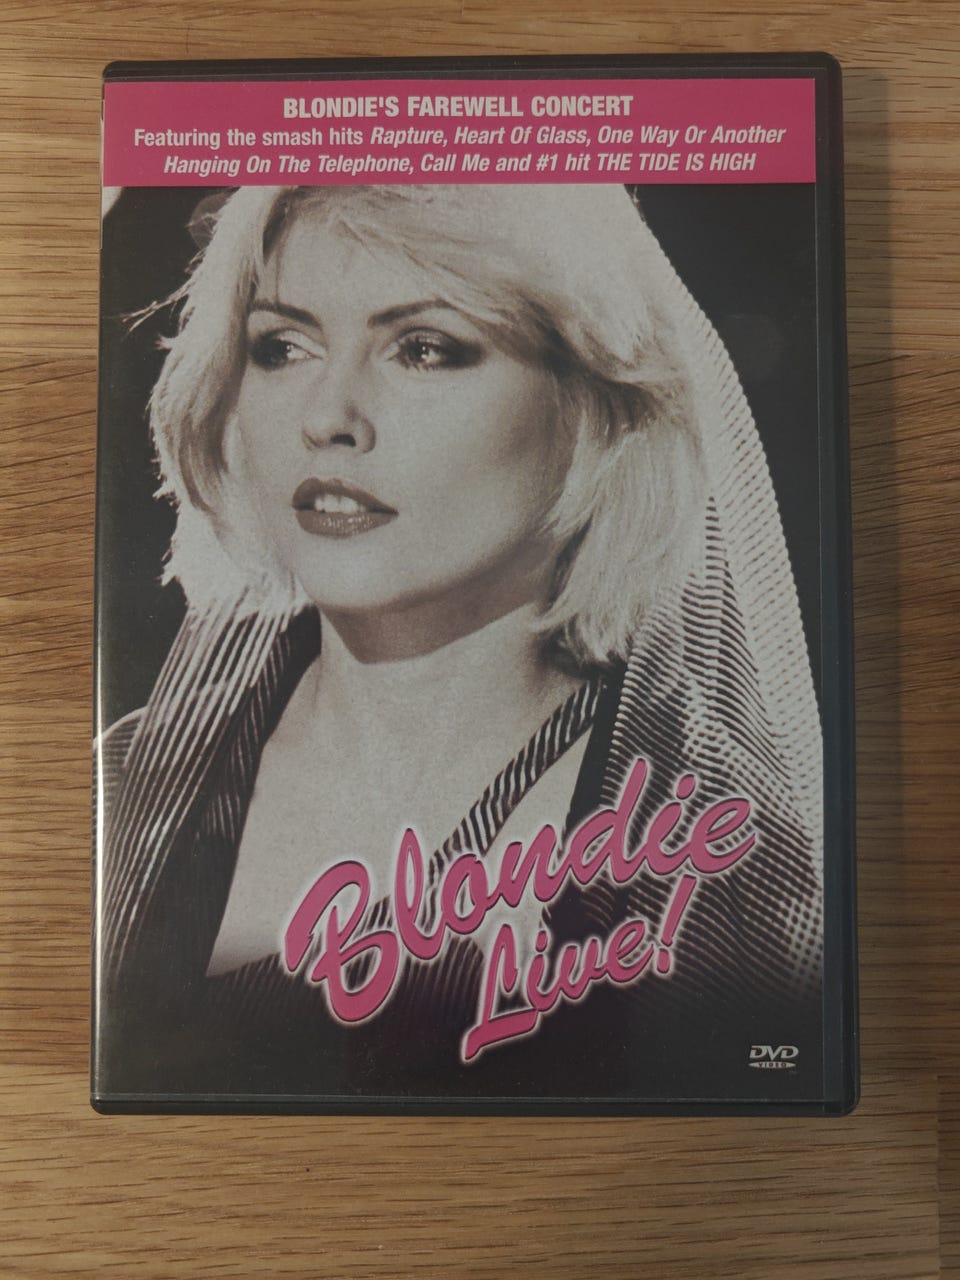 BLONDIE'S FAREWELL CONCERT
Featuring the smash hits Rapture, Heart Of Glass, One Way Or Another
Hanging On The Telephone, Call Me and #1 hit THE TIDE IS HIGH
Blondie
Live!
DVD
VIDEO